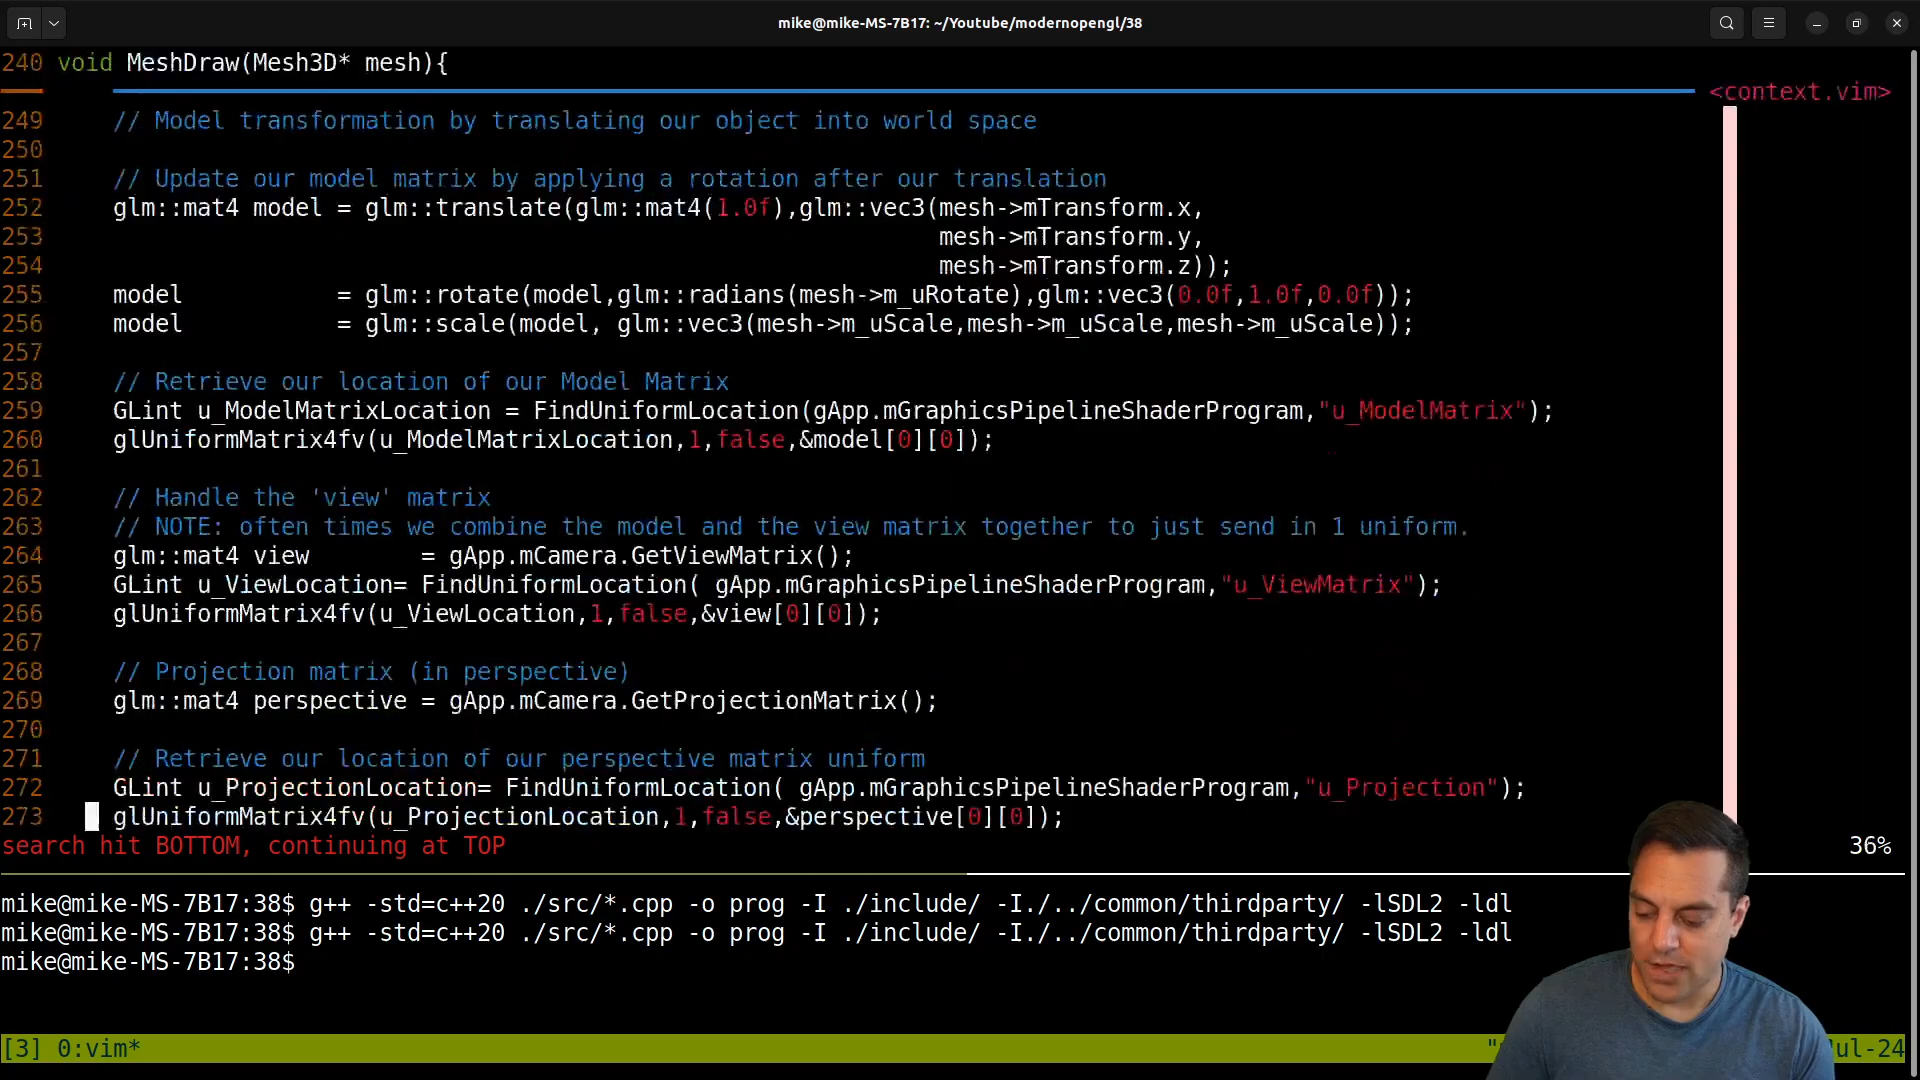 mike@mike-MS-7B17: ~/Youtube/modernopengl/38
240 void MeshDraw(Mesh3D* mesh){
<context.vim>
249 // Model transformation by translating our object into world space
250
251 // Update our model matrix by applying a rotation after our translation
252 glm::mat4 model = glm::translate(glm::mat4(1.0f),glm::vec3(mesh->mTransform.x,
253 mesh->mTransform.y,
254 mesh->mTransform.z));
255 model = glm::rotate(model,glm::radians(mesh->m_uRotate),glm::vec3(0.0f,1.0f,0.0f));
256 model = glm::scale(model, glm::vec3(mesh->m_uScale,mesh->m_uScale,mesh->m_uScale));
257
258 // Retrieve our location of our Model Matrix
259 GLint u_ModelMatrixLocation = FindUniformLocation(gApp.mGraphicsPipelineShaderProgram,"u_ModelMatrix");
260 glUniformMatrix4fv(u_ModelMatrixLocation,1,false,&model[0][0]);
261
262 // Handle the 'view' matrix
263 // NOTE: often times we combine the model and the view matrix together to just send in 1 uniform.
264 glm::mat4 view = gApp.mCamera.GetViewMatrix();
265 GLint u_ViewLocation= FindUniformLocation( gApp.mGraphicsPipelineShaderProgram,"u_ViewMatrix");
266 glUniformMatrix4fv(u_ViewLocation,1,false,&view[0][0]);
267
268 // Projection matrix (in perspective)
269 glm::mat4 perspective = gApp.mCamera.GetProjectionMatrix();
270
271 // Retrieve our location of our perspective matrix uniform
272 GLint u_ProjectionLocation= FindUniformLocation( gApp.mGraphicsPipelineShaderProgram,"u_Projection");
273 glUniformMatrix4fv(u_ProjectionLocation,1,false,&perspective[0][0]);
search hit BOTTOM, continuing at TOP 36%
mike@mike-MS-7B17:38$ g++ -std=c++20 ./src/*.cpp -o prog -I ./include/ -I./../common/thirdparty/ -lSDL2 -ldl
mike@mike-MS-7B17:38$ g++ -std=c++20 ./src/*.cpp -o prog -I ./include/ -I./../common/thirdparty/ -lSDL2 -ldl
mike@mike-MS-7B17:38$
[3] 0:vim*